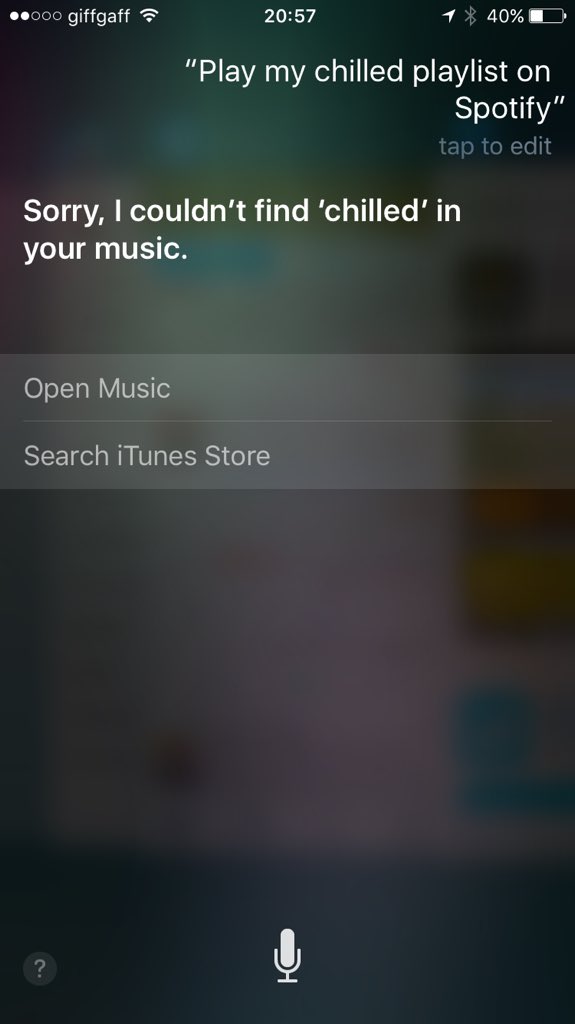 giffgaff 20:57 40%
“Play my chilled playlist on
Spotify”
tap to edit
Sorry, I couldn’t find ‘chilled’ in
your music.
Open Music
Search iTunes Store
?